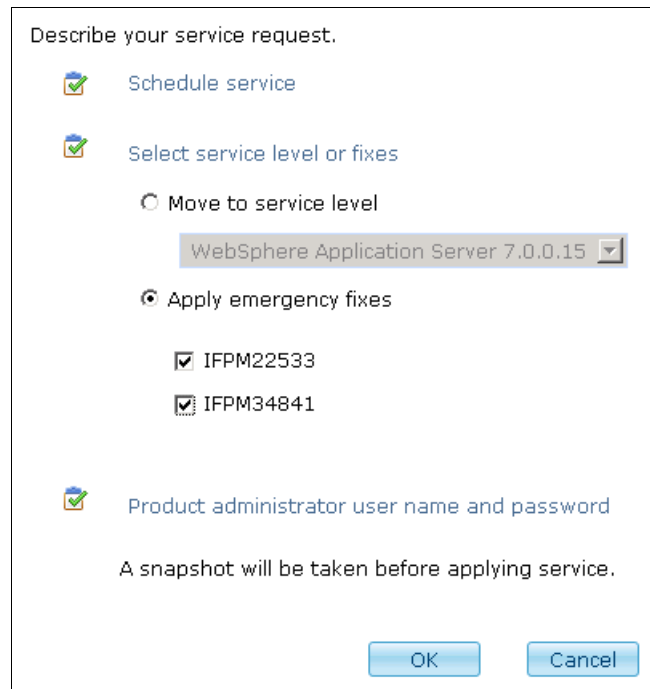 Describe your service request.
Schedule service
Select service level or fixes
Move to service level
WebSphere Application Server 7.0.0.15
Apply emergency fixes
IFPM22533
IFPM34841
Product administrator user name and password
A snapshot will be taken before applying service.
OK Cancel